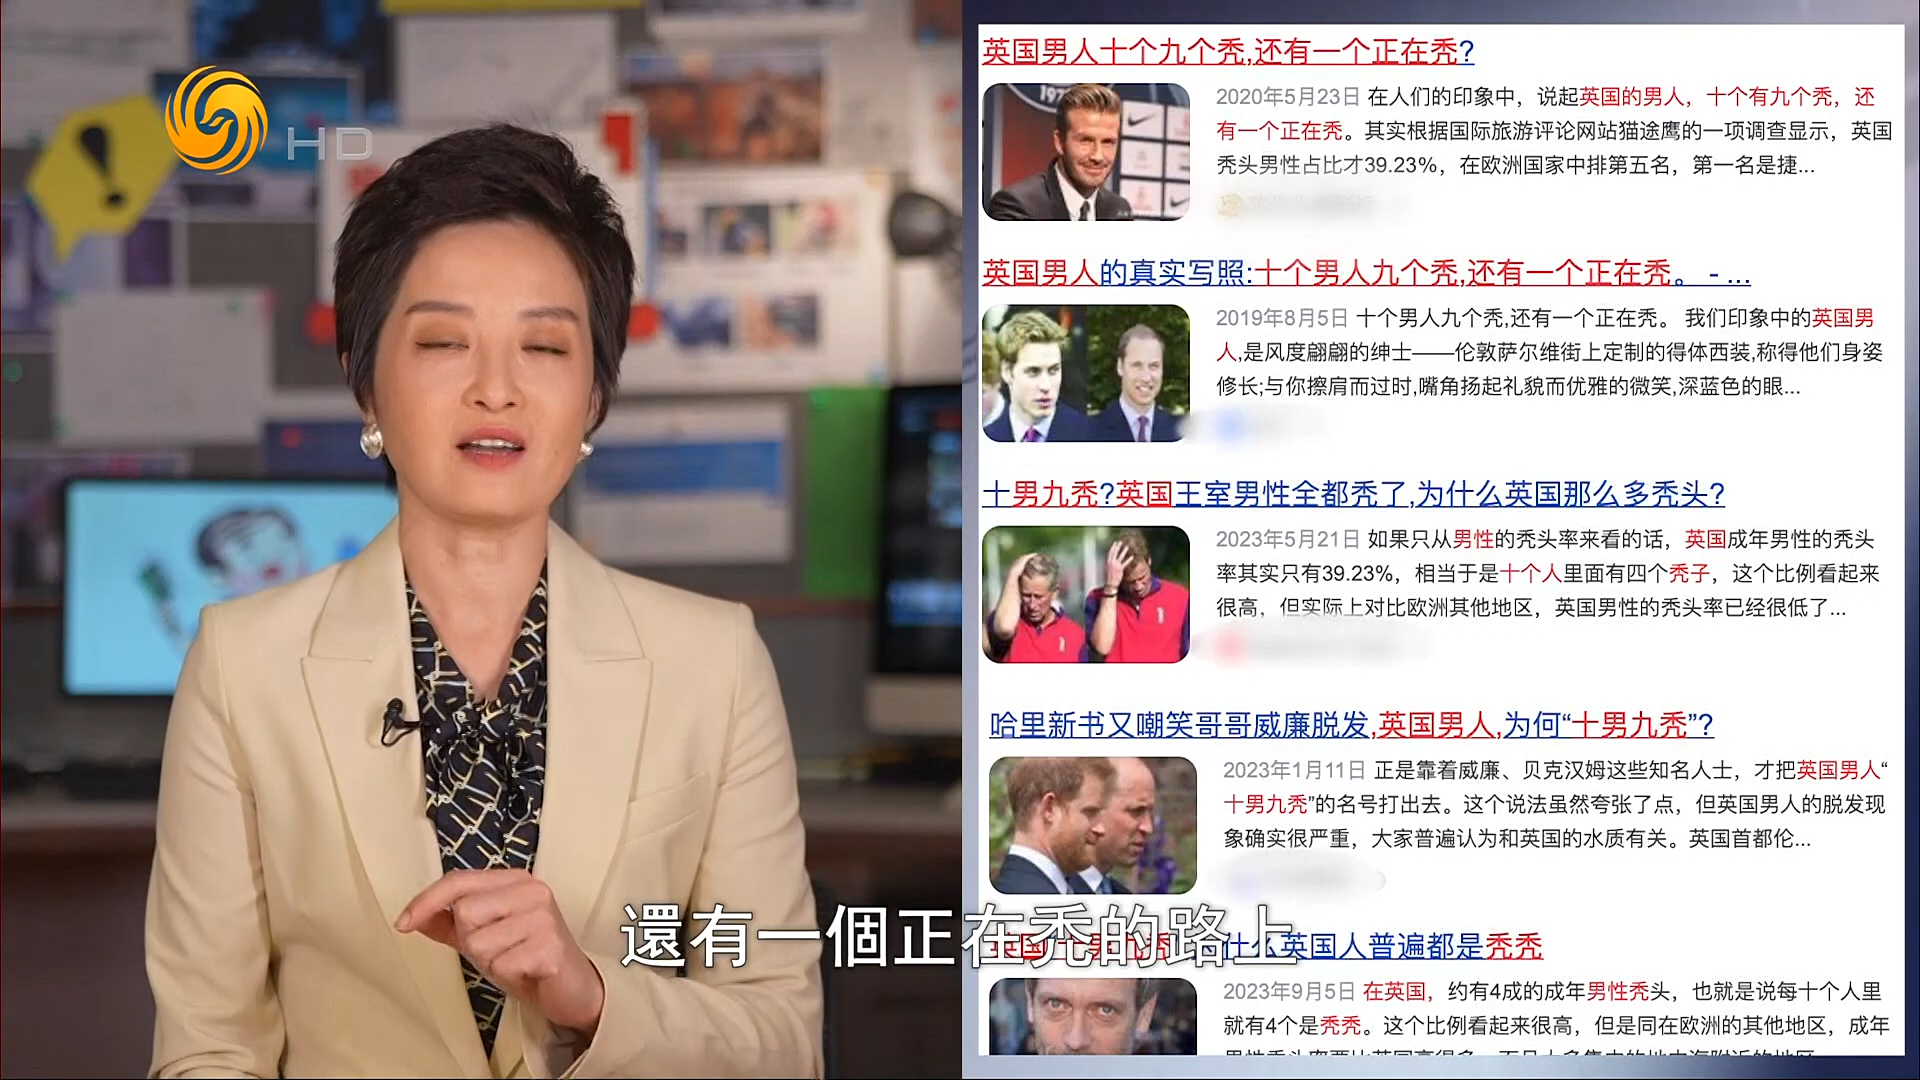 HD
英国男人十个九个秃,还有一个正在秃?
2020年5月23日 在人们的印象中，说起英国的男人，十个有九个秃，还
有一个正在秃。其实根据国际旅游评论网站猫途鹰的一项调查显示，英国
秃头男性占比才39.23%，在欧洲国家中排第五名，第一名是捷...
英国男人的真实写照:十个男人九个秃,还有一个正在秃。 - ...
2019年8月5日 十个男人九个秃,还有一个正在秃。 我们印象中的英国男
人,是风度翩翩的绅士——伦敦萨尔维街上定制的得体西装,称得他们身姿
修长;与你擦肩而过时,嘴角扬起礼貌而优雅的微笑,深蓝色的眼...
十男九秃?英国王室男性全都秃了,为什么英国那么多秃头?
2023年5月21日 如果只从男性的秃头率来看的话，英国成年男性的秃头
率其实只有39.23%，相当于是十个人里面有四个秃子，这个比例看起来
很高，但实际上对比欧洲其他地区，英国男性的秃头率已经很低了...
哈里新书又嘲笑哥哥威廉脱发,英国男人,为何“十男九秃”?
2023年1月11日 正是靠着威廉、贝克汉姆这些知名人士，才把英国男人“
十男九秃”的名号打出去。这个说法虽然夸张了点，但英国男人的脱发现
象确实很严重，大家普遍认为和英国的水质有关。英国首都伦...
什么英国人普遍都是秃秃
2023年9月5日 在英国，约有4成的成年男性秃头，也就是说每十个人里
就有4个是秃秃。这个比例看起来很高，但是同在欧洲的其他地区，成年
還有一個正在禿的路上